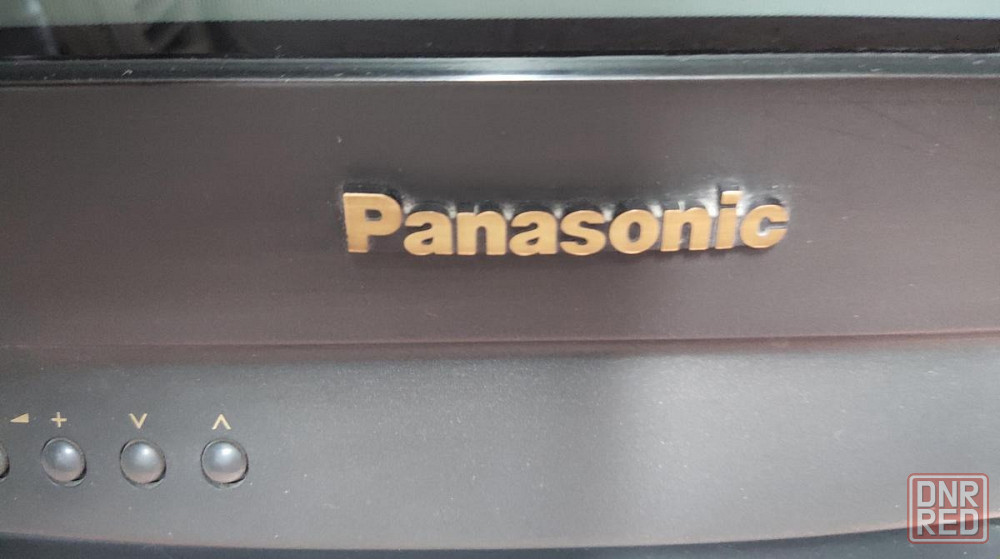 Panasonic
+
DNR
RED